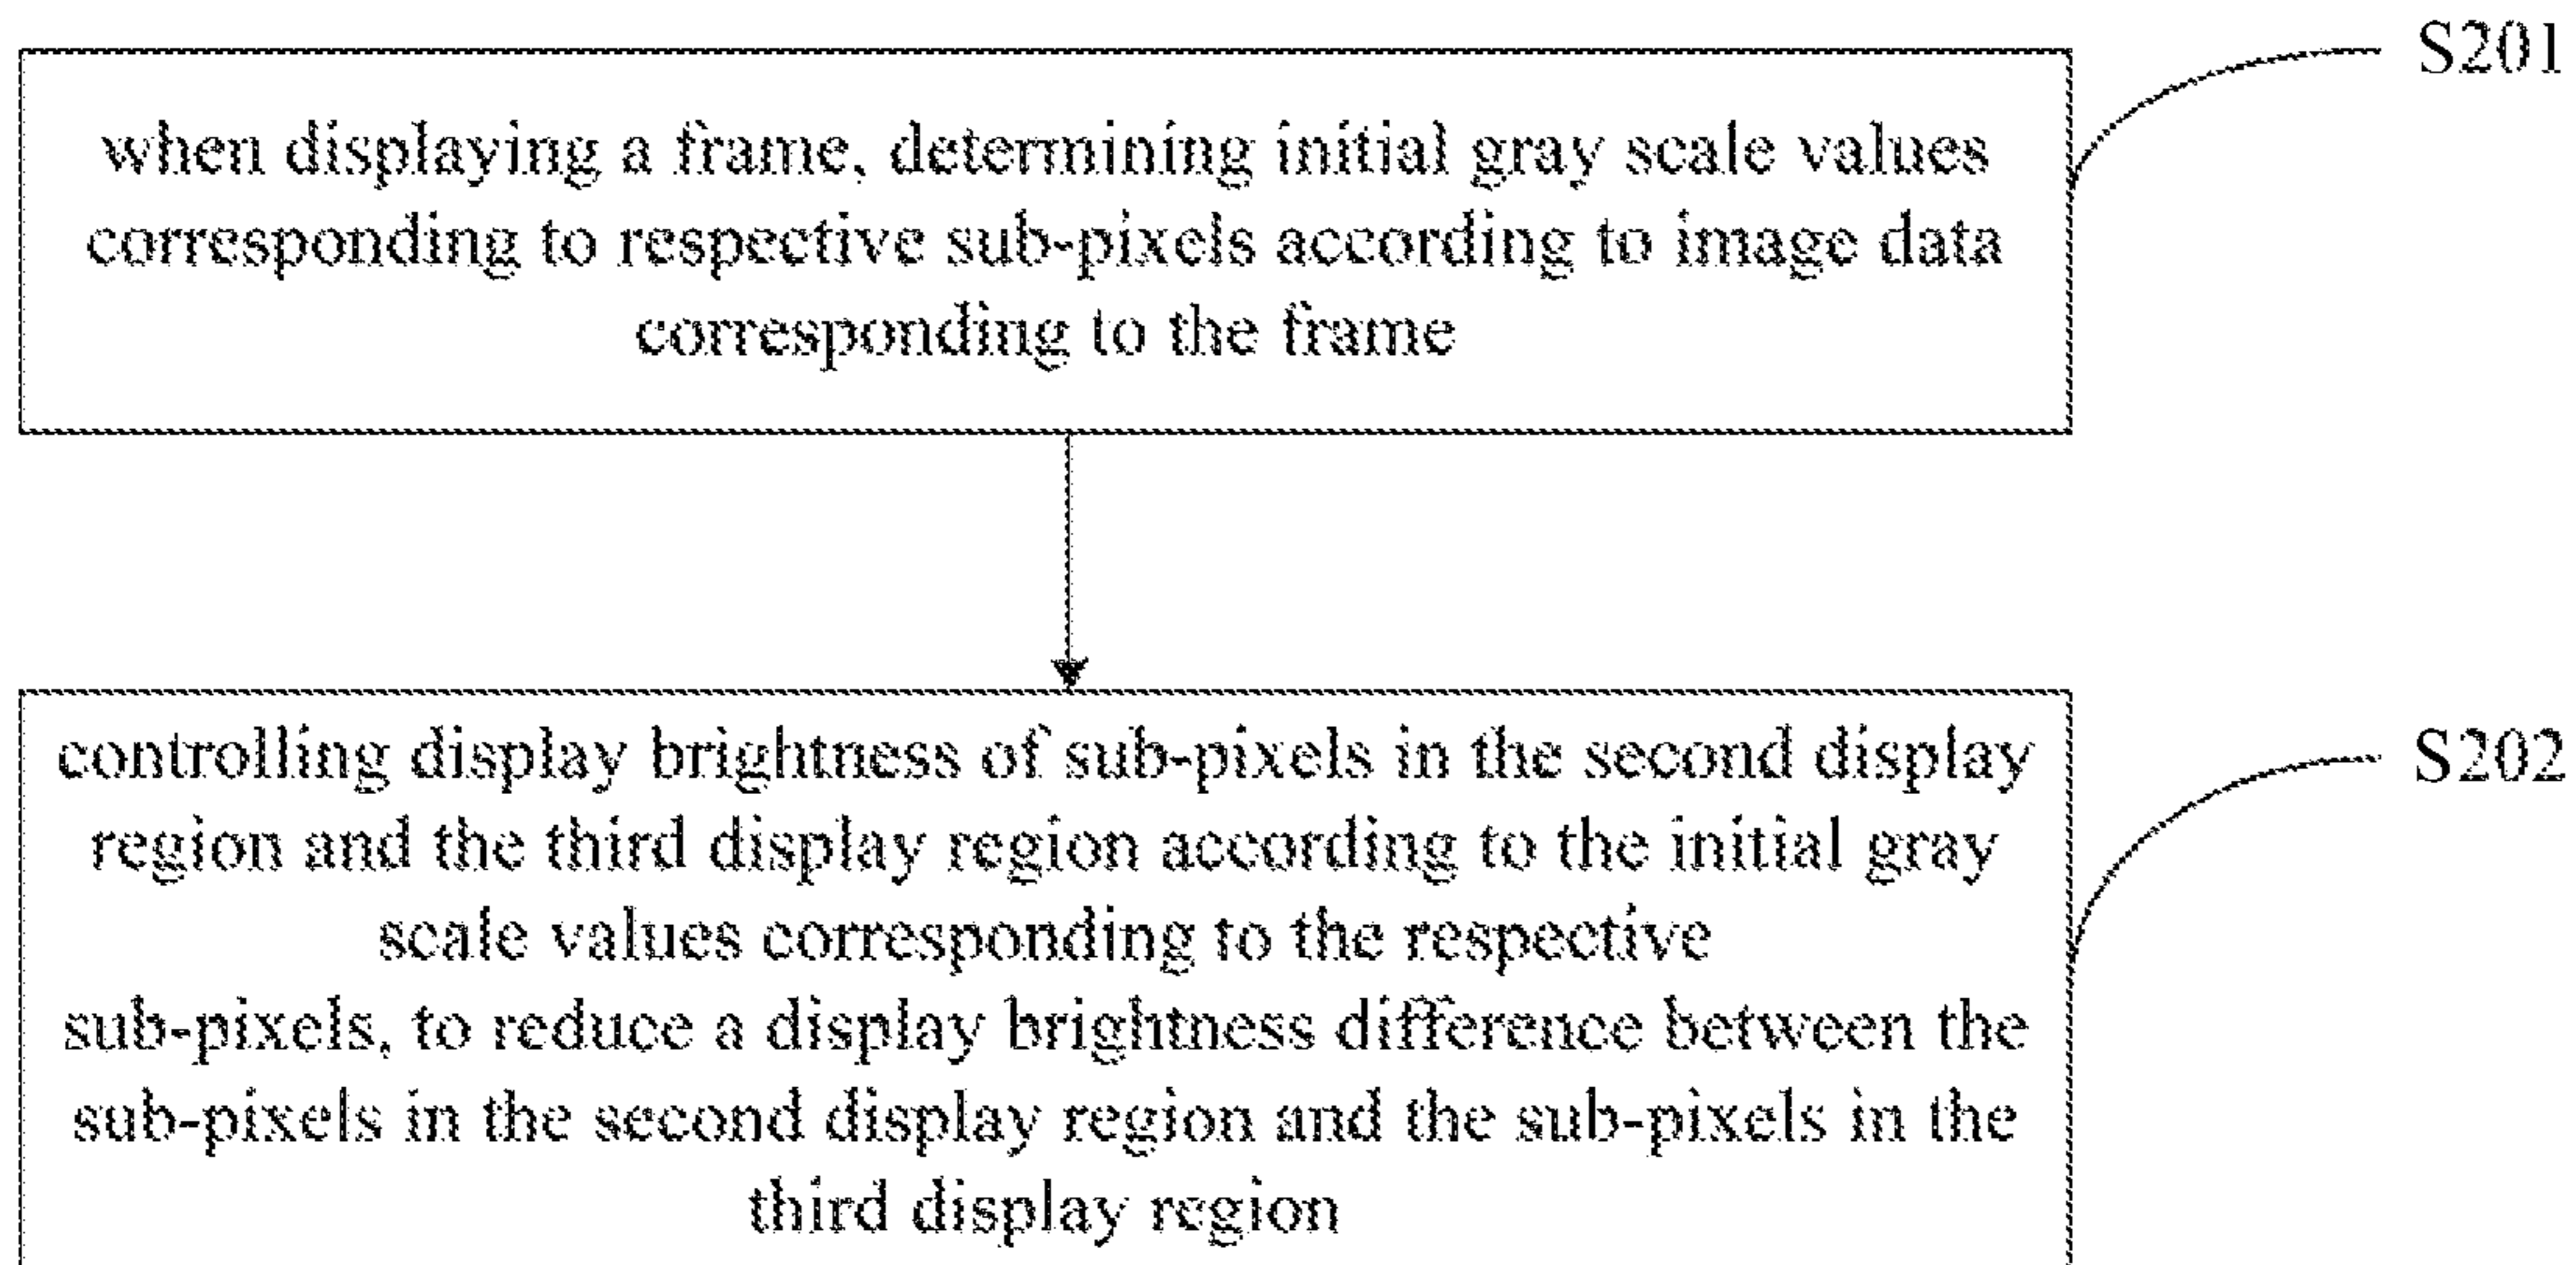 S201
when displaying a frame, determining initial gray scale values
corresponding to respective sub-pixels according to image data
corresponding to the frame
controlling display brightness of sub-pixels in the second display
S202
region and the third display region according to the initial gray
scale values corresponding to the respective
sub-pixels, to reduce a display brightness difference between the
sub-pixels in the second display region and the sub-pixels in the
third display region